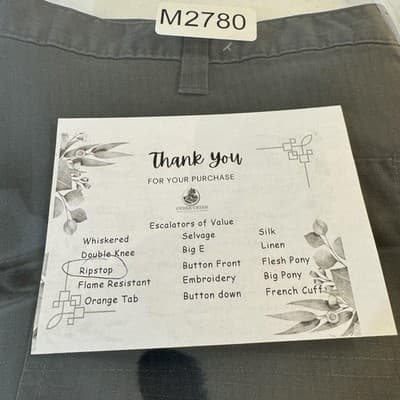 M2780
Thank You
FOR YOUR PURCHASE
Escalators of Value
Whiskered
Double Knee
Ripstop
Flame Resistant
Orange Tab
Selvage
Big E
Button Front
Embroidery
Button down
Silk
Linen
Flesh Pony
Big Pony
French Cuff